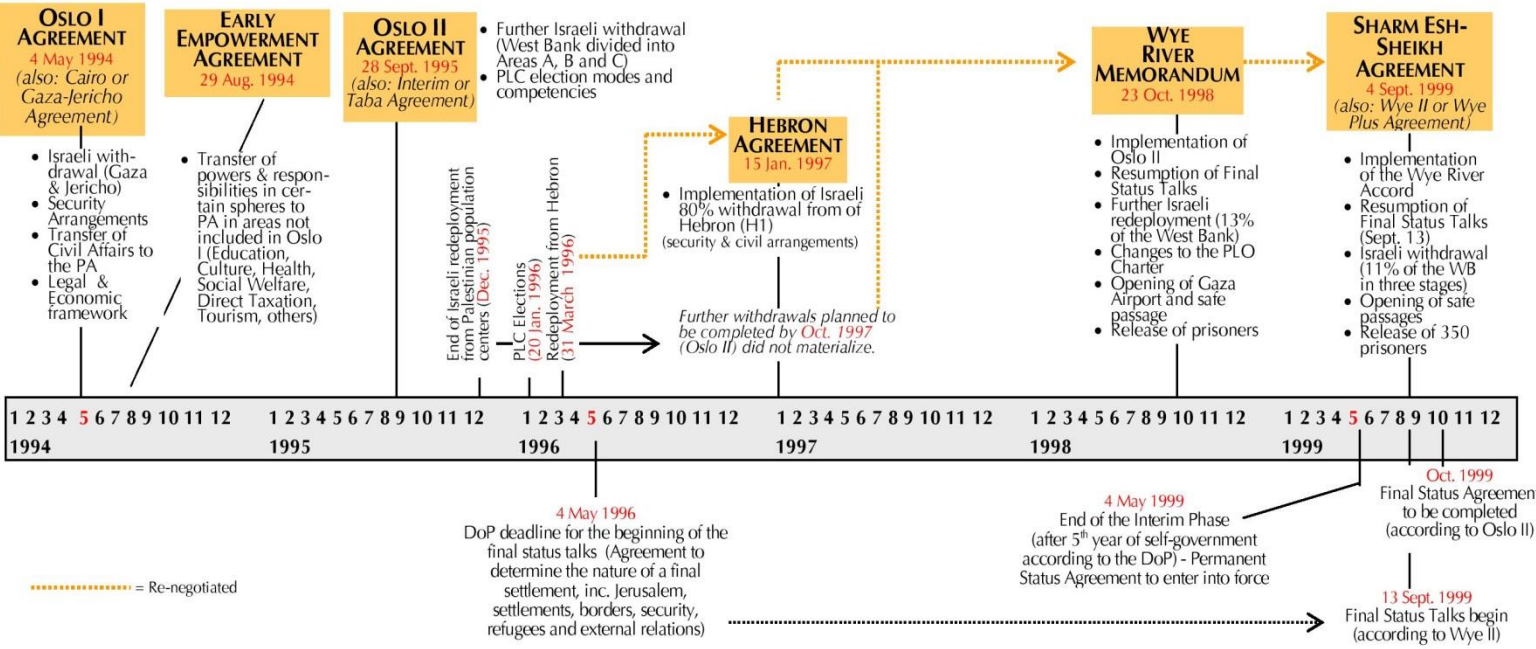 OSLO I
AGREEMENT
4 May 1994
(also: Cairo or
Gaza-Jericho
Agreement)
• Israeli with-
drawal (Gaza
& Jericho)
• Security
Arrangements
• Transfer of
Civil Affairs to
the PA
• Legal &
Economic
framework
EARLY
EMPOWERMENT
AGREEMENT
29 Aug. 1994
• Transfer of
powers & respon-
sibilities in cer-
tain spheres to
PA in areas not
included in Oslo
I (Education,
Culture, Health,
Social Welfare,
Direct Taxation,
Tourism, others)
OSLO II
AGREEMENT
28 Sept. 1995
(also: Interim or
Taba Agreement)
• Further Israeli withdrawal
(West Bank divided into
Areas A, B and C)
• PLC election modes and
competencies
End of Israeli redeployment
from Palestinian population
centers (Dec. 1995)
PLC Elections
(20 Jan. 1996)
Redeployment from Hebron
(31 March 1996)
HEBRON
AGREEMENT
15 Jan. 1997
• Implementation of Israeli
80% withdrawal from of
Hebron (H1)
(security & civil arrangements)
Further withdrawals planned to
be completed by Oct. 1997
(Oslo II) did not materialize.
WYE
RIVER
MEMORANDUM
23 Oct. 1998
• Implementation of
Oslo II
• Resumption of Final
Status Talks
• Further Israeli
redeployment (13%
of the West Bank)
• Changes to the PLO
Charter
• Opening of Gaza
Airport and safe
passage
• Release of prisoners
SHARM ESH-
SHEIKH
AGREEMENT
4 Sept. 1999
(also: Wye II or Wye
Plus Agreement)
• Implementation
of the Wye River
Accord
• Resumption of
Final Status Talks
(Sept. 13)
• Israeli withdrawal
(11% of the WB
in three stages)
• Opening of safe
passages
• Release of 350
prisoners
1 2 3 4 5 6 7 8 9 10 11 12
1994
1 2 3 4 5 6 7 8 9 10 11 12
1995
1 2 3 4 5 6 7 8 9 10 11 12
1996
1 2 3 4 5 6 7 8 9 10 11 12
1997
1 2 3 4 5 6 7 8 9 10 11 12
1998
1 2 3 4 5 6 7 8 9 10 11 12
1999
4 May 1996
DoP deadline for the beginning of the
final status talks (Agreement to
determine the nature of a final
settlement, inc. Jerusalem,
settlements, borders, security,
refugees and external relations)
4 May 1999
End of the Interim Phase
(after 5th year of self-government
according to the DoP) - Permanent
Status Agreement to enter into force
Oct. 1999
Final Status Agreement
to be completed
(according to Oslo II)
13 Sept. 1999
Final Status Talks begin
(according to Wye II)
= Re-negotiated